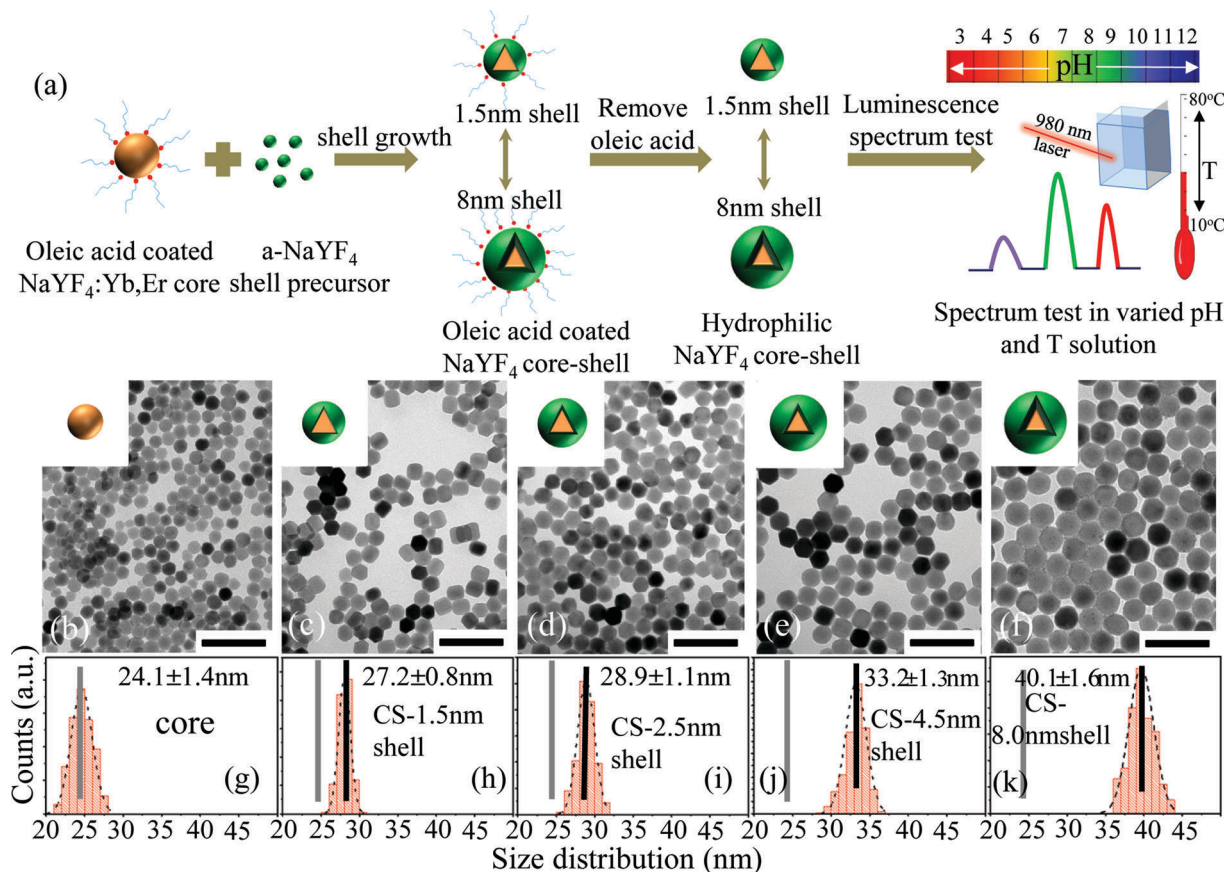 (a)
Oleic acid coated
NaYF4:Yb,Er core
a-NaYF4
shell precursor
shell growth
1.5nm shell
8nm shell
Oleic acid coated
NaYF4 core-shell
Remove
oleic acid
1.5nm shell
8nm shell
Hydrophilic
NaYF4 core-shell
Luminescence
spectrum test
3 4 5 6 7 8 9 10 11 12
pH
980 nm
laser
80°C
T
10°C
Spectrum test in varied pH
and T solution
(b)
(c)
(d)
(e)
(f)
Counts (a.u.)
24.1±1.4nm
core
(g)
27.2±0.8nm
CS-1.5nm
shell
(h)
28.9±1.1nm
CS-2.5nm
shell
(i)
33.2±1.3nm
CS-4.5nm
shell
(j)
40.1±1.6nm
CS-
8.0nmshell
(k)
20 25 30 35 40 45
20 25 30 35 40 45
20 25 30 35 40 45
20 25 30 35 40 45
20 25 30 35 40 45
Size distribution (nm)